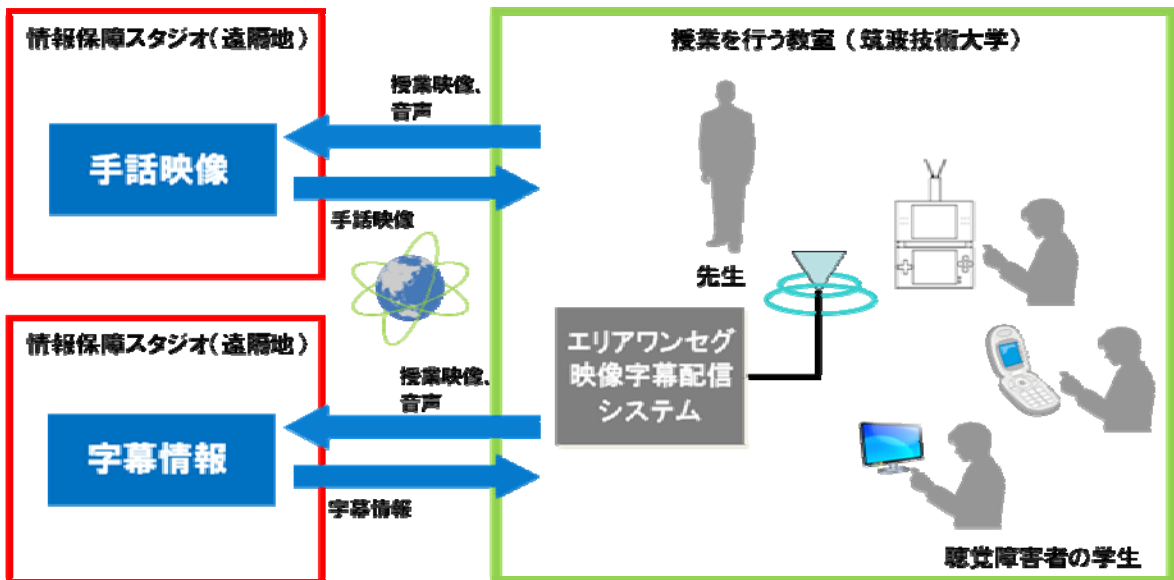 情報保障スタジオ(遠隔地)
手話映像
授業映像、
音声
手話映像
情報保障スタジオ(遠隔地)
字幕情報
授業映像、
音声
字幕情報
授業を行う教室(筑波技術大学)
先生
エリアワンセグ
映像字幕配信
システム
聴覚障害者の学生